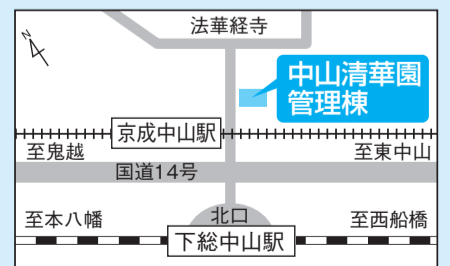 法華経寺
N
4
中山清華園
管理棟
京成中山駅
至鬼越
至東中山
国道14号
至本八幡
北口
至西船橋
下総中山駅